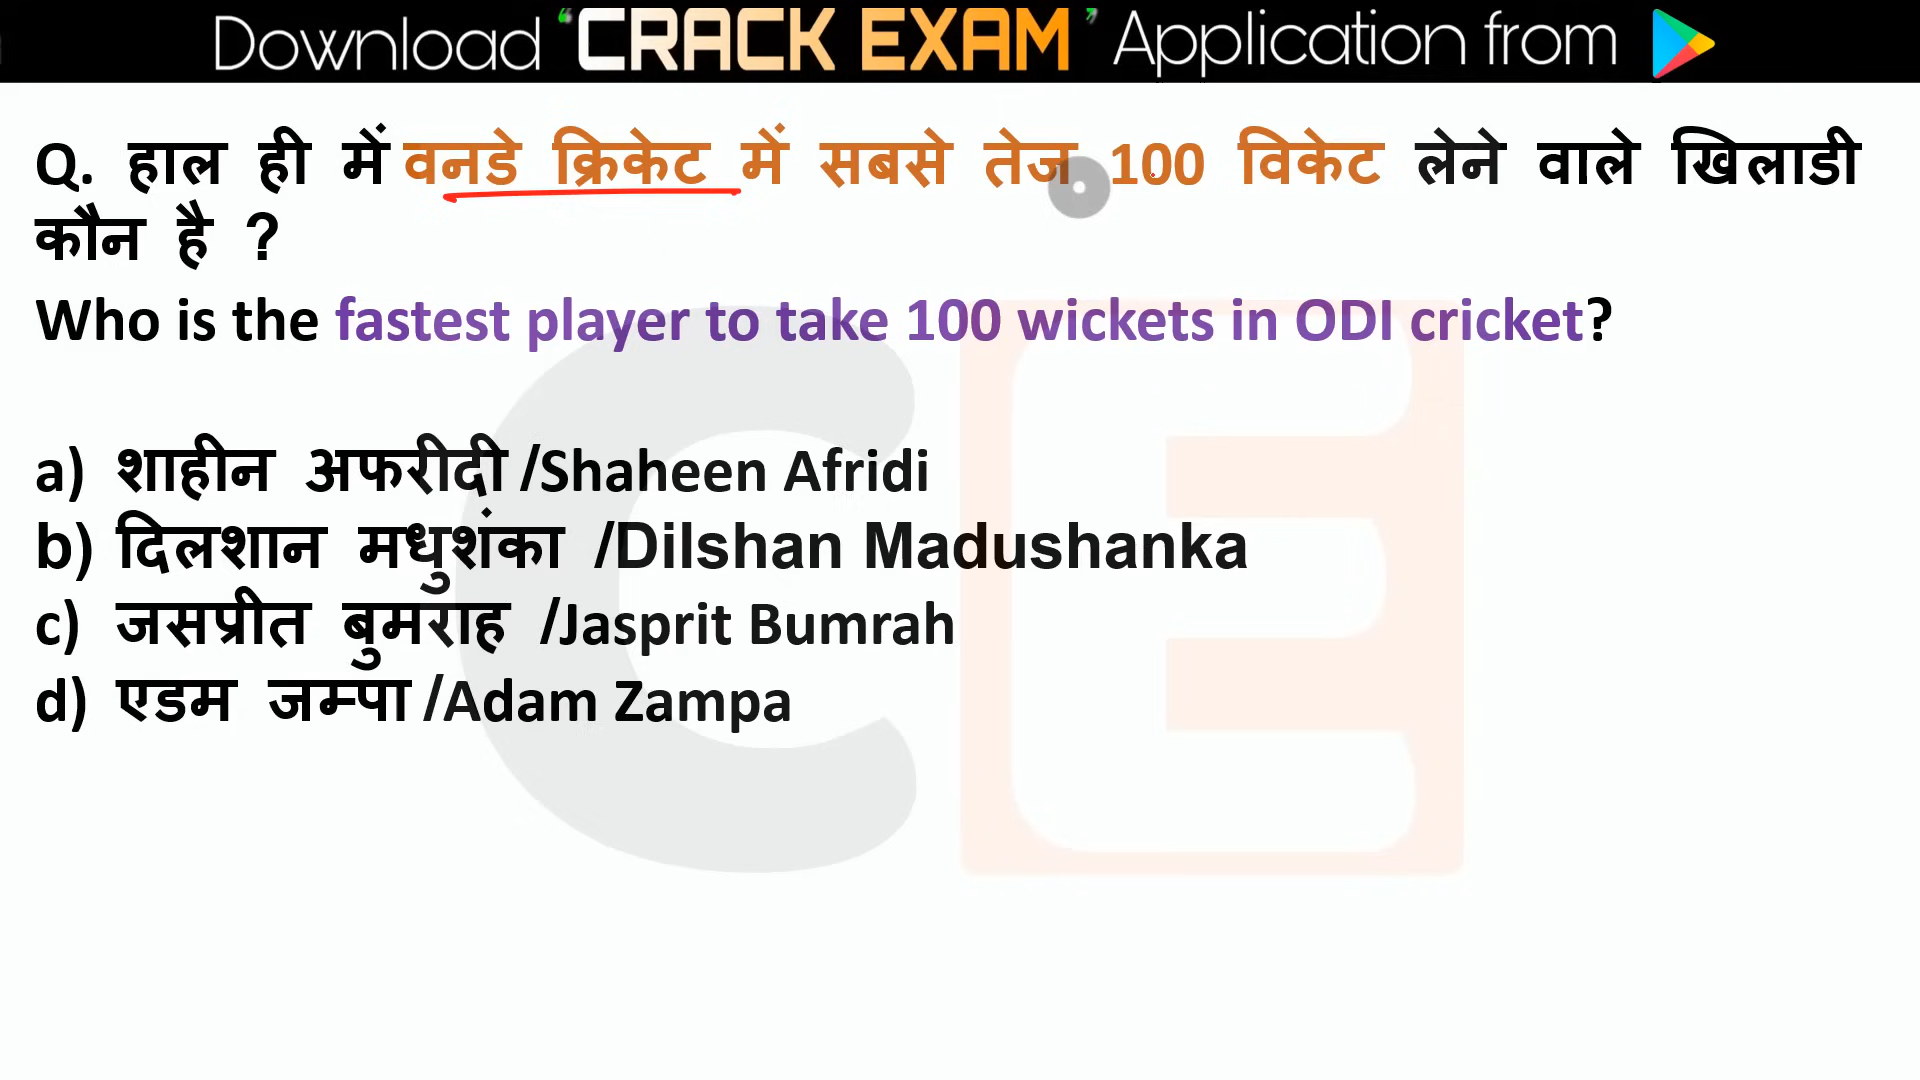 Download ‘CRACK EXAM’ Application from
Q. हाल ही में वनडे क्रिकेट में सबसे तेज 100 विकेट लेने वाले खिलाडी
कौन है ?
Who is the fastest player to take 100 wickets in ODI cricket?
a) शाहीन अफरीदी /Shaheen Afridi
b) दिलशान मधुशंका /Dilshan Madushanka
c) जसप्रीत बुमराह /Jasprit Bumrah
d) एडम जम्पा /Adam Zampa
CE